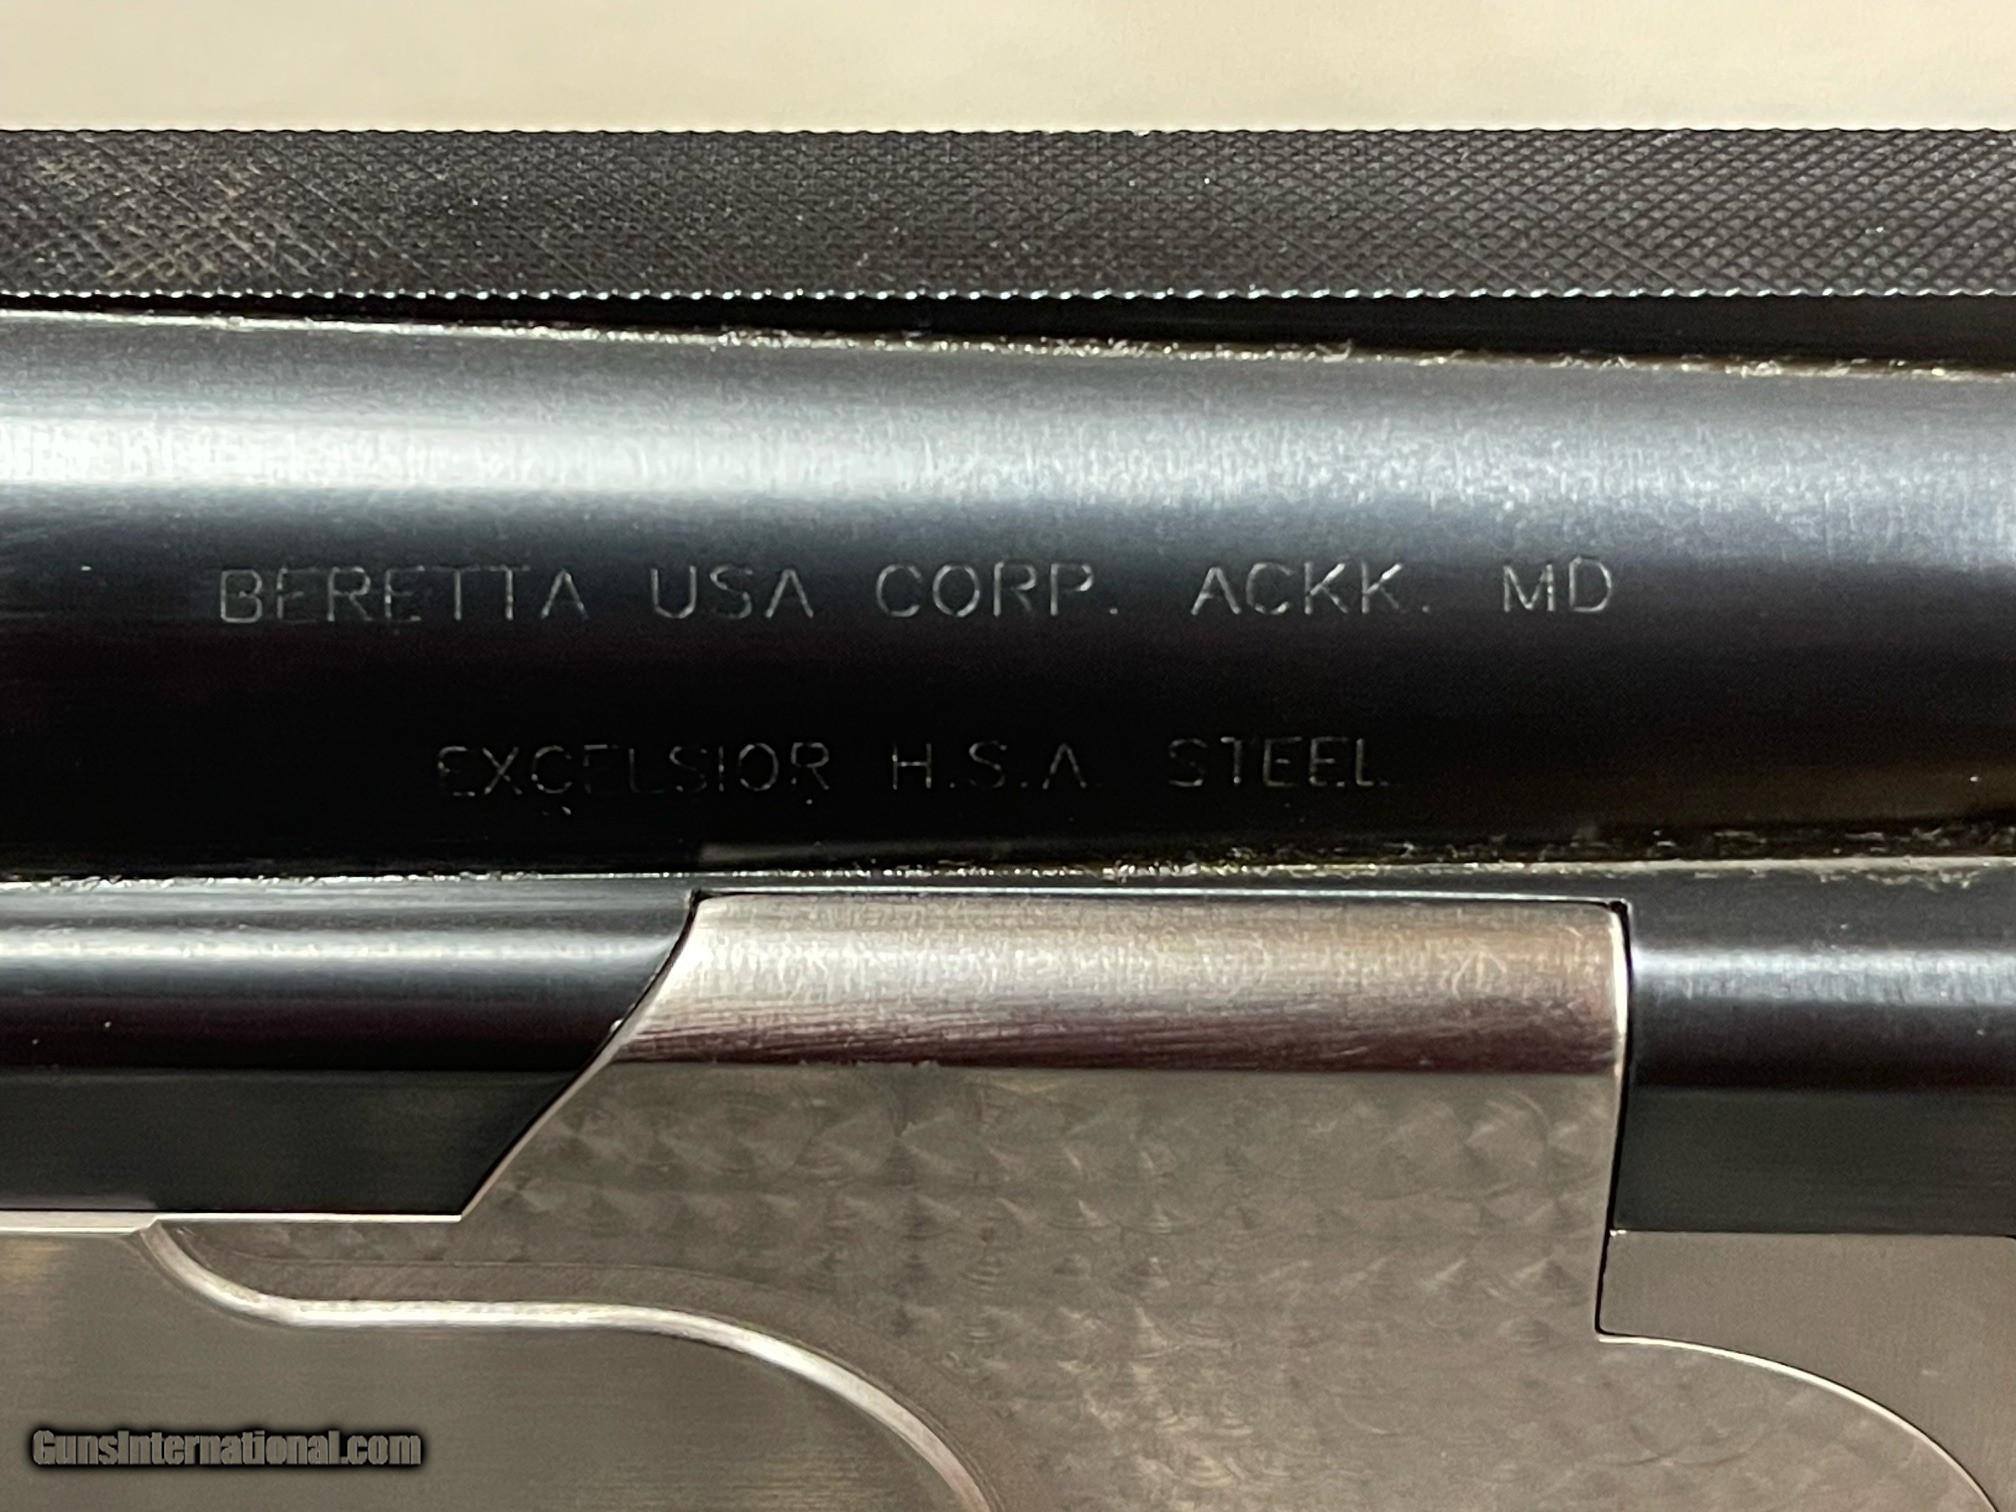 BERETTA USA CORP. ACKK. MD
EXCELSIOR H.S.A. STEEL
GunsInternational.com